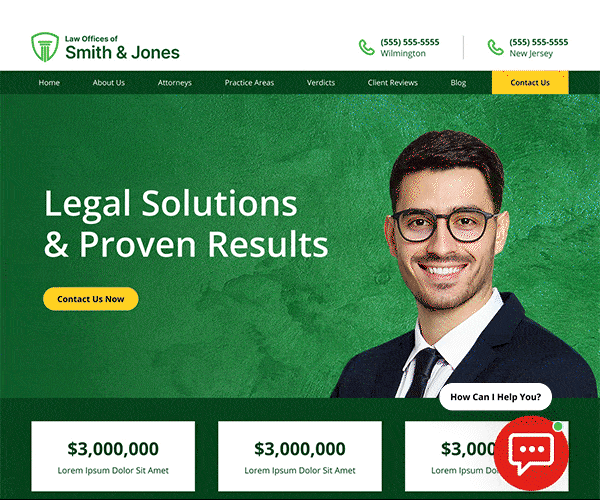 Law Offices of
Smith & Jones
(555) 555-5555
Wilmington
(555) 555-5555
New Jersey
Home
About Us
Attorneys
Practice Areas
Verdicts
Client Reviews
Blog
Contact Us
Legal Solutions
& Proven Results
Contact Us Now
How Can I Help You?
$3,000,000
Lorem Ipsum Dolor Sit Amet
$3,000,000
Lorem Ipsum Dolor Sit Amet
$3,00
Lorem Ipsum Dolor